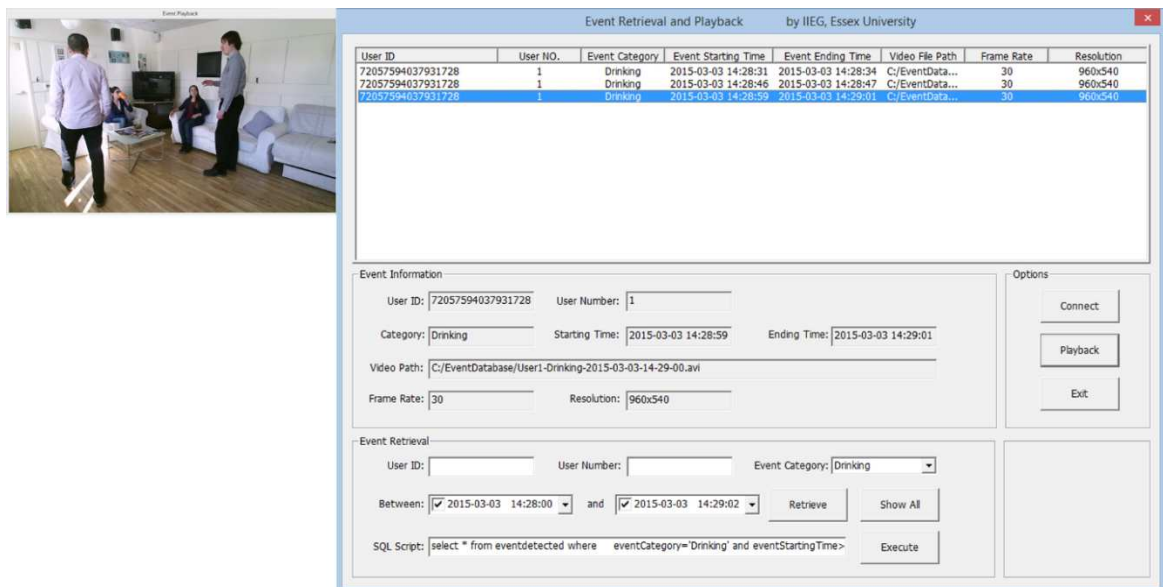 Event Playback
Event Retrieval and Playback by IIEG, Essex University
User ID User NO. Event Category Event Starting Time Event Ending Time Video File Path Frame Rate Resolution
72057594037931728 1 Drinking 2015-03-03 14:28:31 2015-03-03 14:28:34 C:/EventData... 30 960x540
72057594037931728 1 Drinking 2015-03-03 14:28:46 2015-03-03 14:28:47 C:/EventData... 30 960x540
72057594037931728 1 Drinking 2015-03-03 14:28:59 2015-03-03 14:29:01 C:/EventData... 30 960x540
Event Information
User ID: 72057594037931728 User Number: 1
Category: Drinking Starting Time: 2015-03-03 14:28:59 Ending Time: 2015-03-03 14:29:01
Video Path: C:/EventDatabase/User1-Drinking-2015-03-03-14-29-00.avi
Frame Rate: 30 Resolution: 960x540
Options
Connect
Playback
Exit
Event Retrieval
User ID: User Number: Event Category: Drinking
Between: 2015-03-03 14:28:00 and 2015-03-03 14:29:02 Retrieve Show All
SQL Script: select * from eventdetected where eventCategory='Drinking' and eventStartingTime> Execute